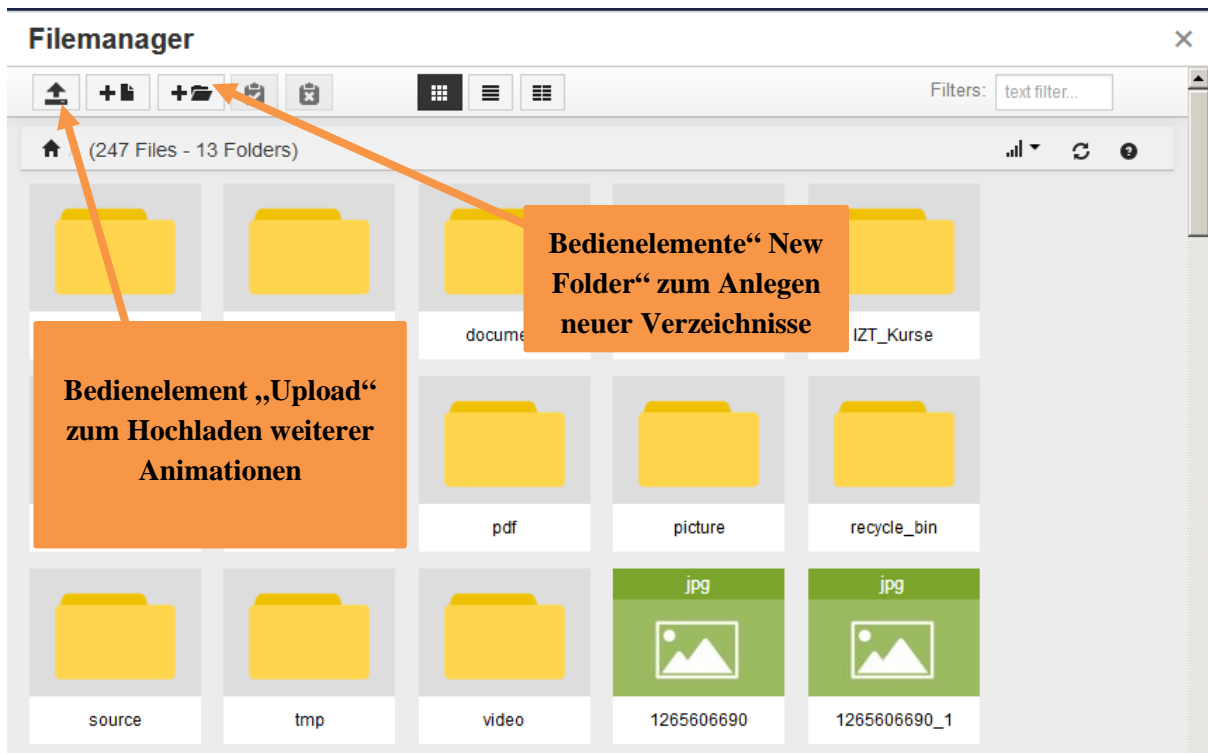 Filemanager
Filters: text filter...
(247 Files - 13 Folders)
Bedienelemente“ New
Folder“ zum Anlegen
neuer Verzeichnisse
IZT_Kurse
Bedienelement „Upload“
zum Hochladen weiterer
Animationen
pdf
picture
recycle_bin
jpg
jpg
source
tmp
video
1265606690
1265606690_1